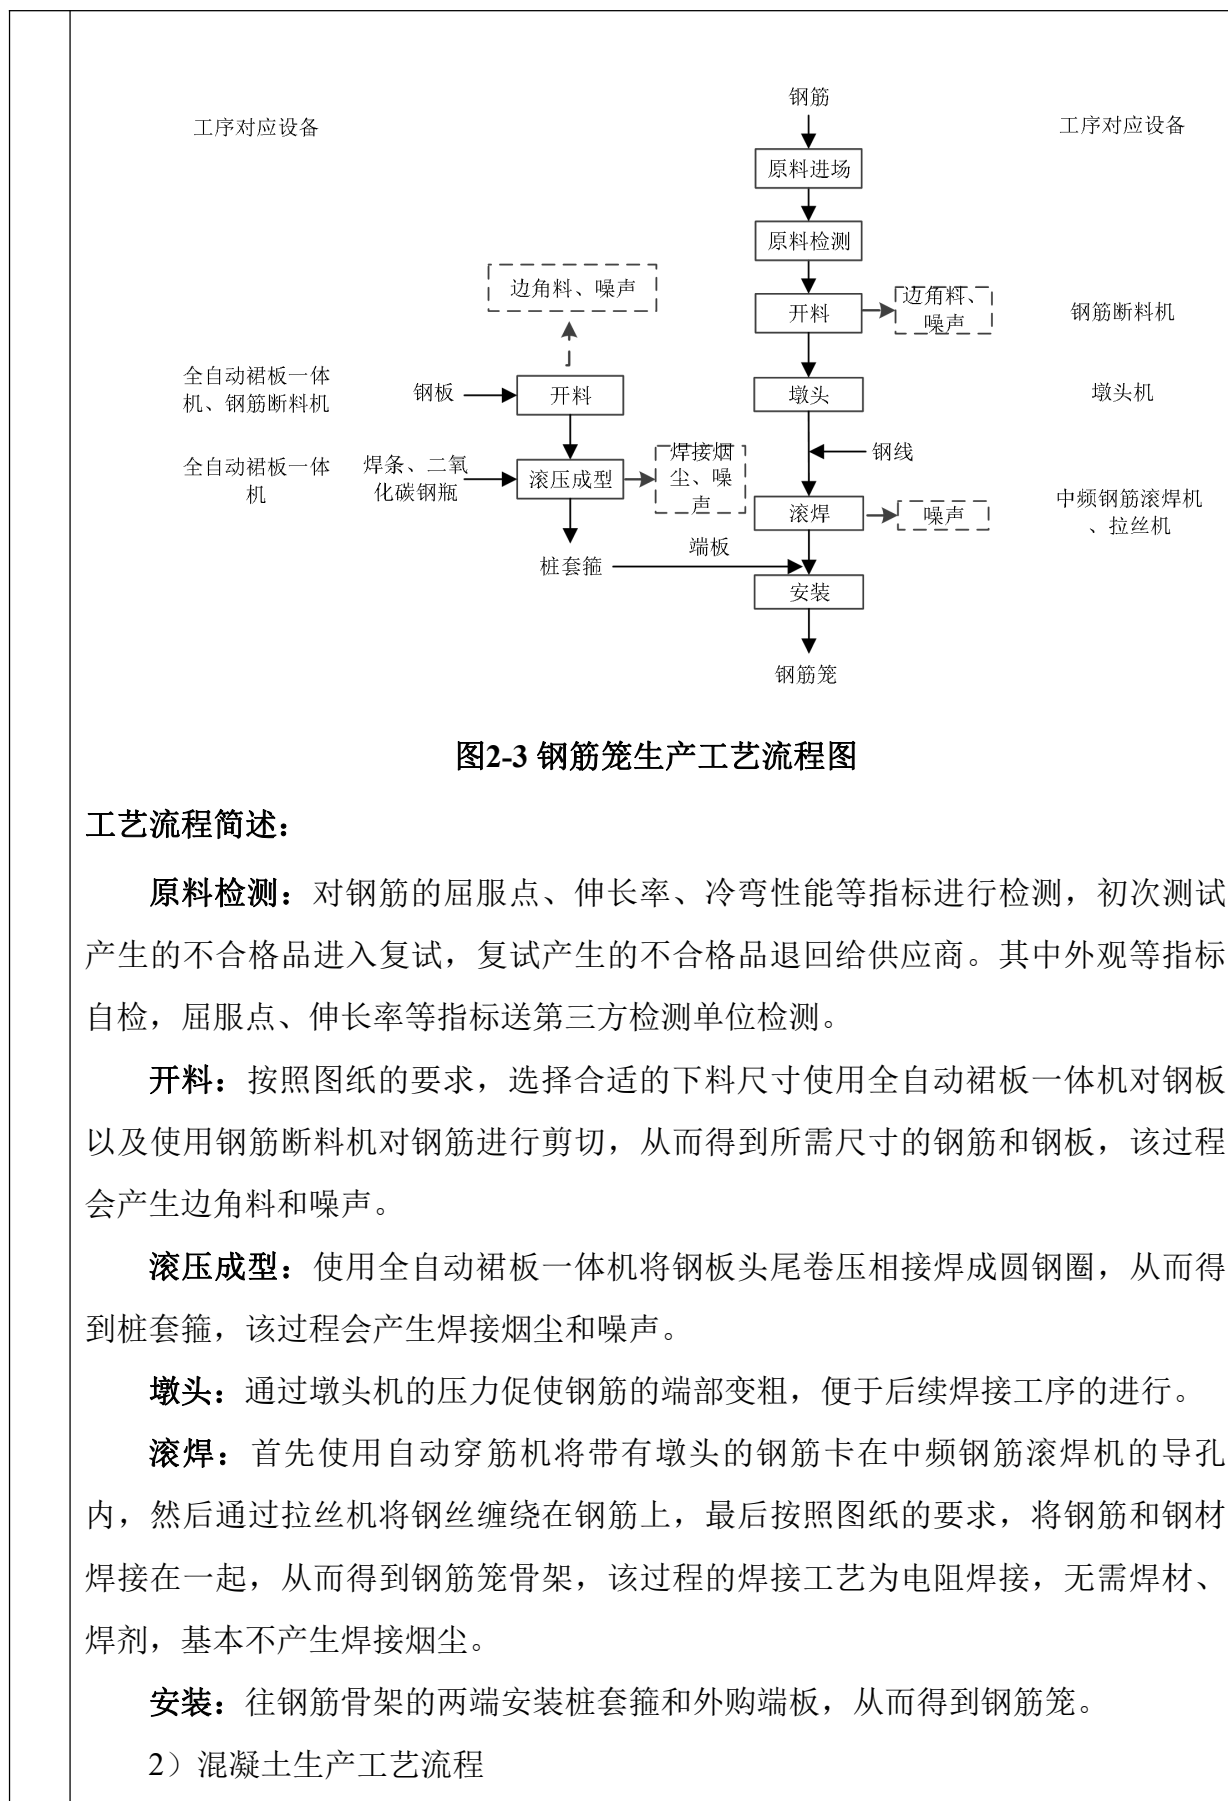 钢筋
工序对应设备
工序对应设备
原料进场
原料检测
边角料、噪声
开料
边角料、
噪声
钢筋断料机
全自动裙板一体
机、钢筋断料机
钢板
开料
墩头
墩头机
钢线
全自动裙板一体
机
焊条、二氧
化碳钢瓶
滚压成型
焊接烟
尘、噪
声
滚焊
噪声
中频钢筋滚焊机
、拉丝机
端板
桩套箍
安装
钢筋笼
图2-3 钢筋笼生产工艺流程图
工艺流程简述：
原料检测：对钢筋的屈服点、伸长率、冷弯性能等指标进行检测，初次测试
产生的不合格品进入复试，复试产生的不合格品退回给供应商。其中外观等指标
自检，屈服点、伸长率等指标送第三方检测单位检测。
开料：按照图纸的要求，选择合适的下料尺寸使用全自动裙板一体机对钢板
以及使用钢筋断料机对钢筋进行剪切，从而得到所需尺寸的钢筋和钢板，该过程
会产生边角料和噪声。
滚压成型：使用全自动裙板一体机将钢板头尾卷压相接焊成圆钢圈，从而得
到桩套箍，该过程会产生焊接烟尘和噪声。
墩头：通过墩头机的压力促使钢筋的端部变粗，便于后续焊接工序的进行。
滚焊：首先使用自动穿筋机将带有墩头的钢筋卡在中频钢筋滚焊机的导孔
内，然后通过拉丝机将钢丝缠绕在钢筋上，最后按照图纸的要求，将钢筋和钢材
焊接在一起，从而得到钢筋笼骨架，该过程的焊接工艺为电阻焊接，无需焊材、
焊剂，基本不产生焊接烟尘。
安装：往钢筋骨架的两端安装桩套箍和外购端板，从而得到钢筋笼。
2）混凝土生产工艺流程